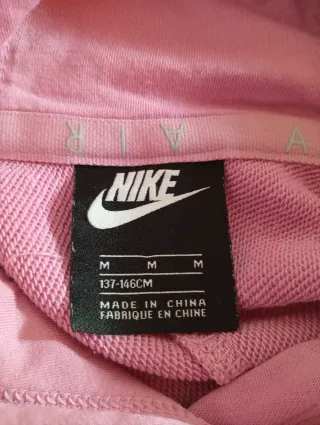 AIR A
NIKE
M M M
137-146CM
MADE IN CHINA
FABRIQUE EN CHINE